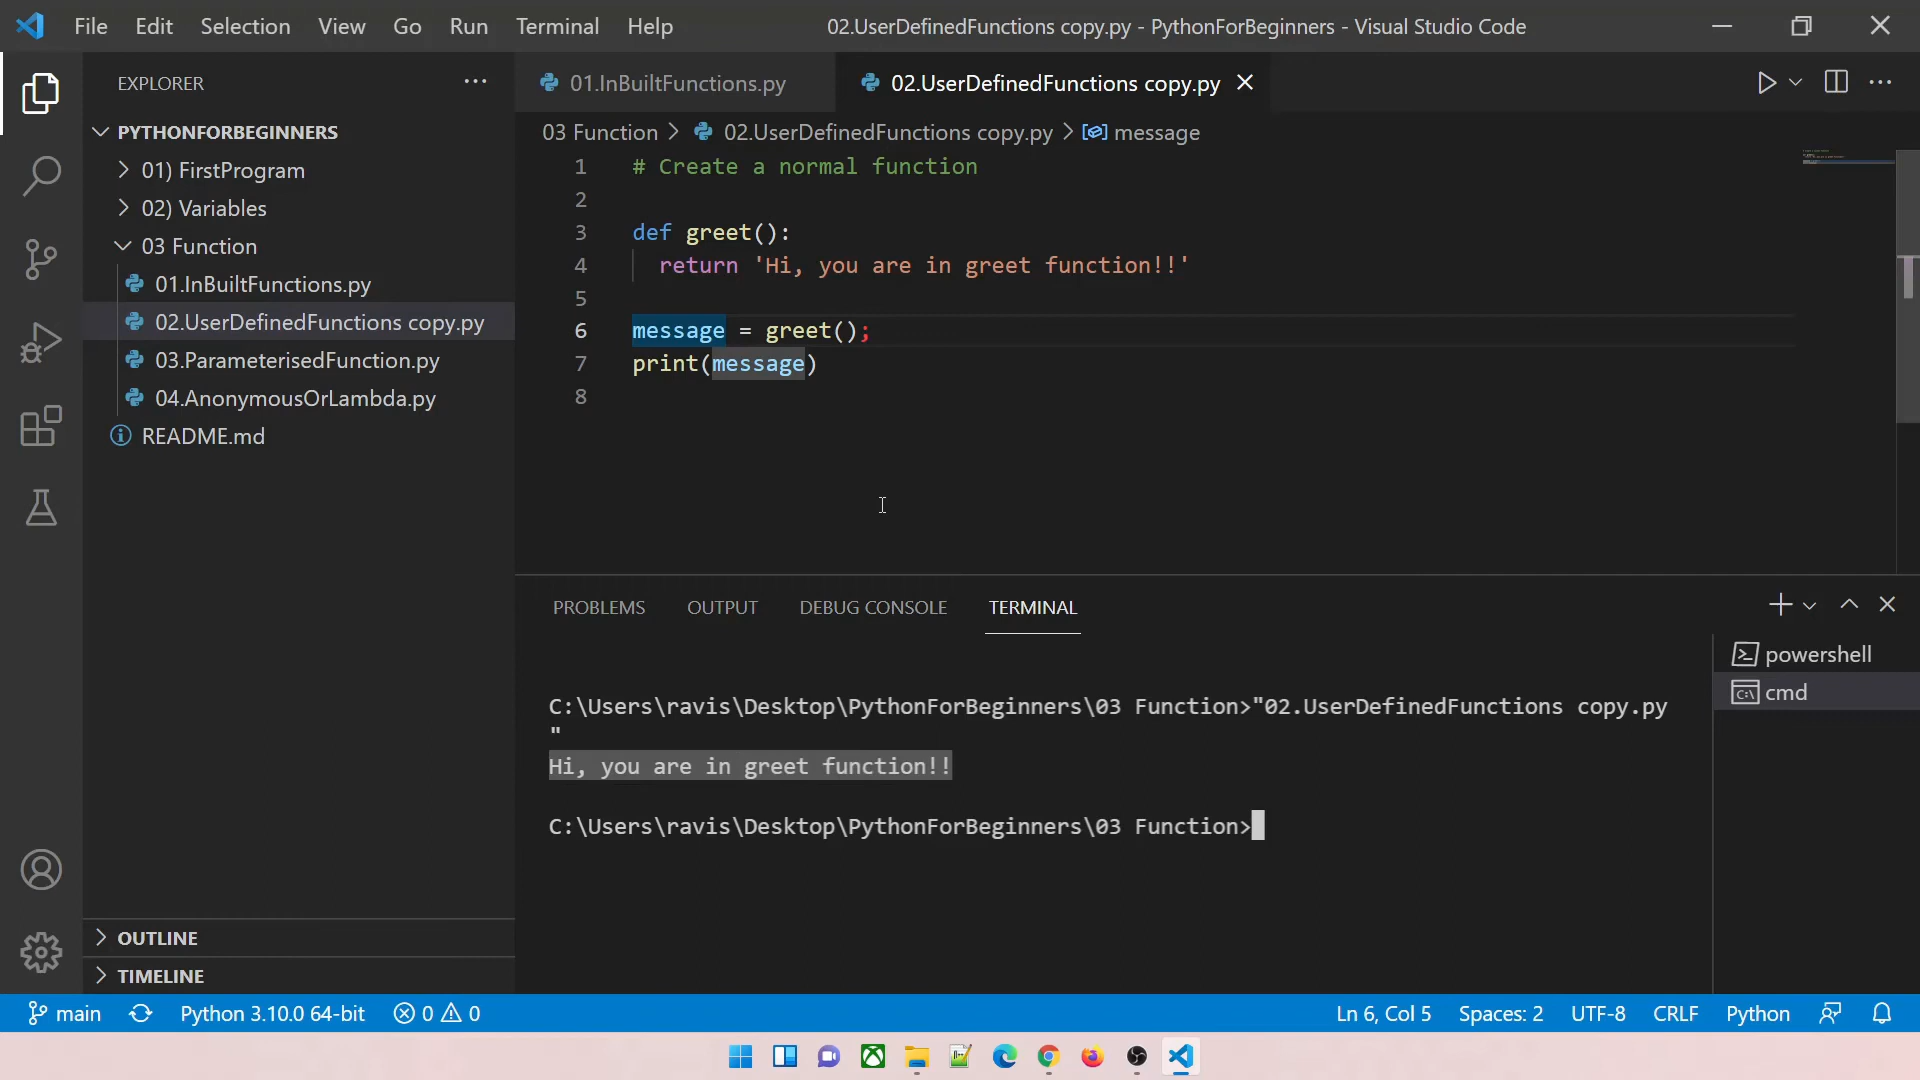 File Edit Selection View Go Run Terminal Help 02.UserDefinedFunctions copy.py - PythonForBeginners - Visual Studio Code
EXPLORER
PYTHONFORBEGINNERS
01) FirstProgram
02) Variables
03 Function
01.InBuiltFunctions.py
02.UserDefinedFunctions copy.py
03.ParameterisedFunction.py
04.AnonymousOrLambda.py
README.md
OUTLINE
TIMELINE
01.InBuiltFunctions.py 02.UserDefinedFunctions copy.py
03 Function > 02.UserDefinedFunctions copy.py > message
1 # Create a normal function
2
3 def greet():
4 return 'Hi, you are in greet function!!'
5
6 message = greet();
7 print(message)
8
PROBLEMS OUTPUT DEBUG CONSOLE TERMINAL
C:\Users\ravis\Desktop\PythonForBeginners\03 Function>"02.UserDefinedFunctions copy.py
"
Hi, you are in greet function!!
C:\Users\ravis\Desktop\PythonForBeginners\03 Function>
powershell
cmd
main Python 3.10.0 64-bit 0 0 Ln 6, Col 5 Spaces: 2 UTF-8 CRLF Python